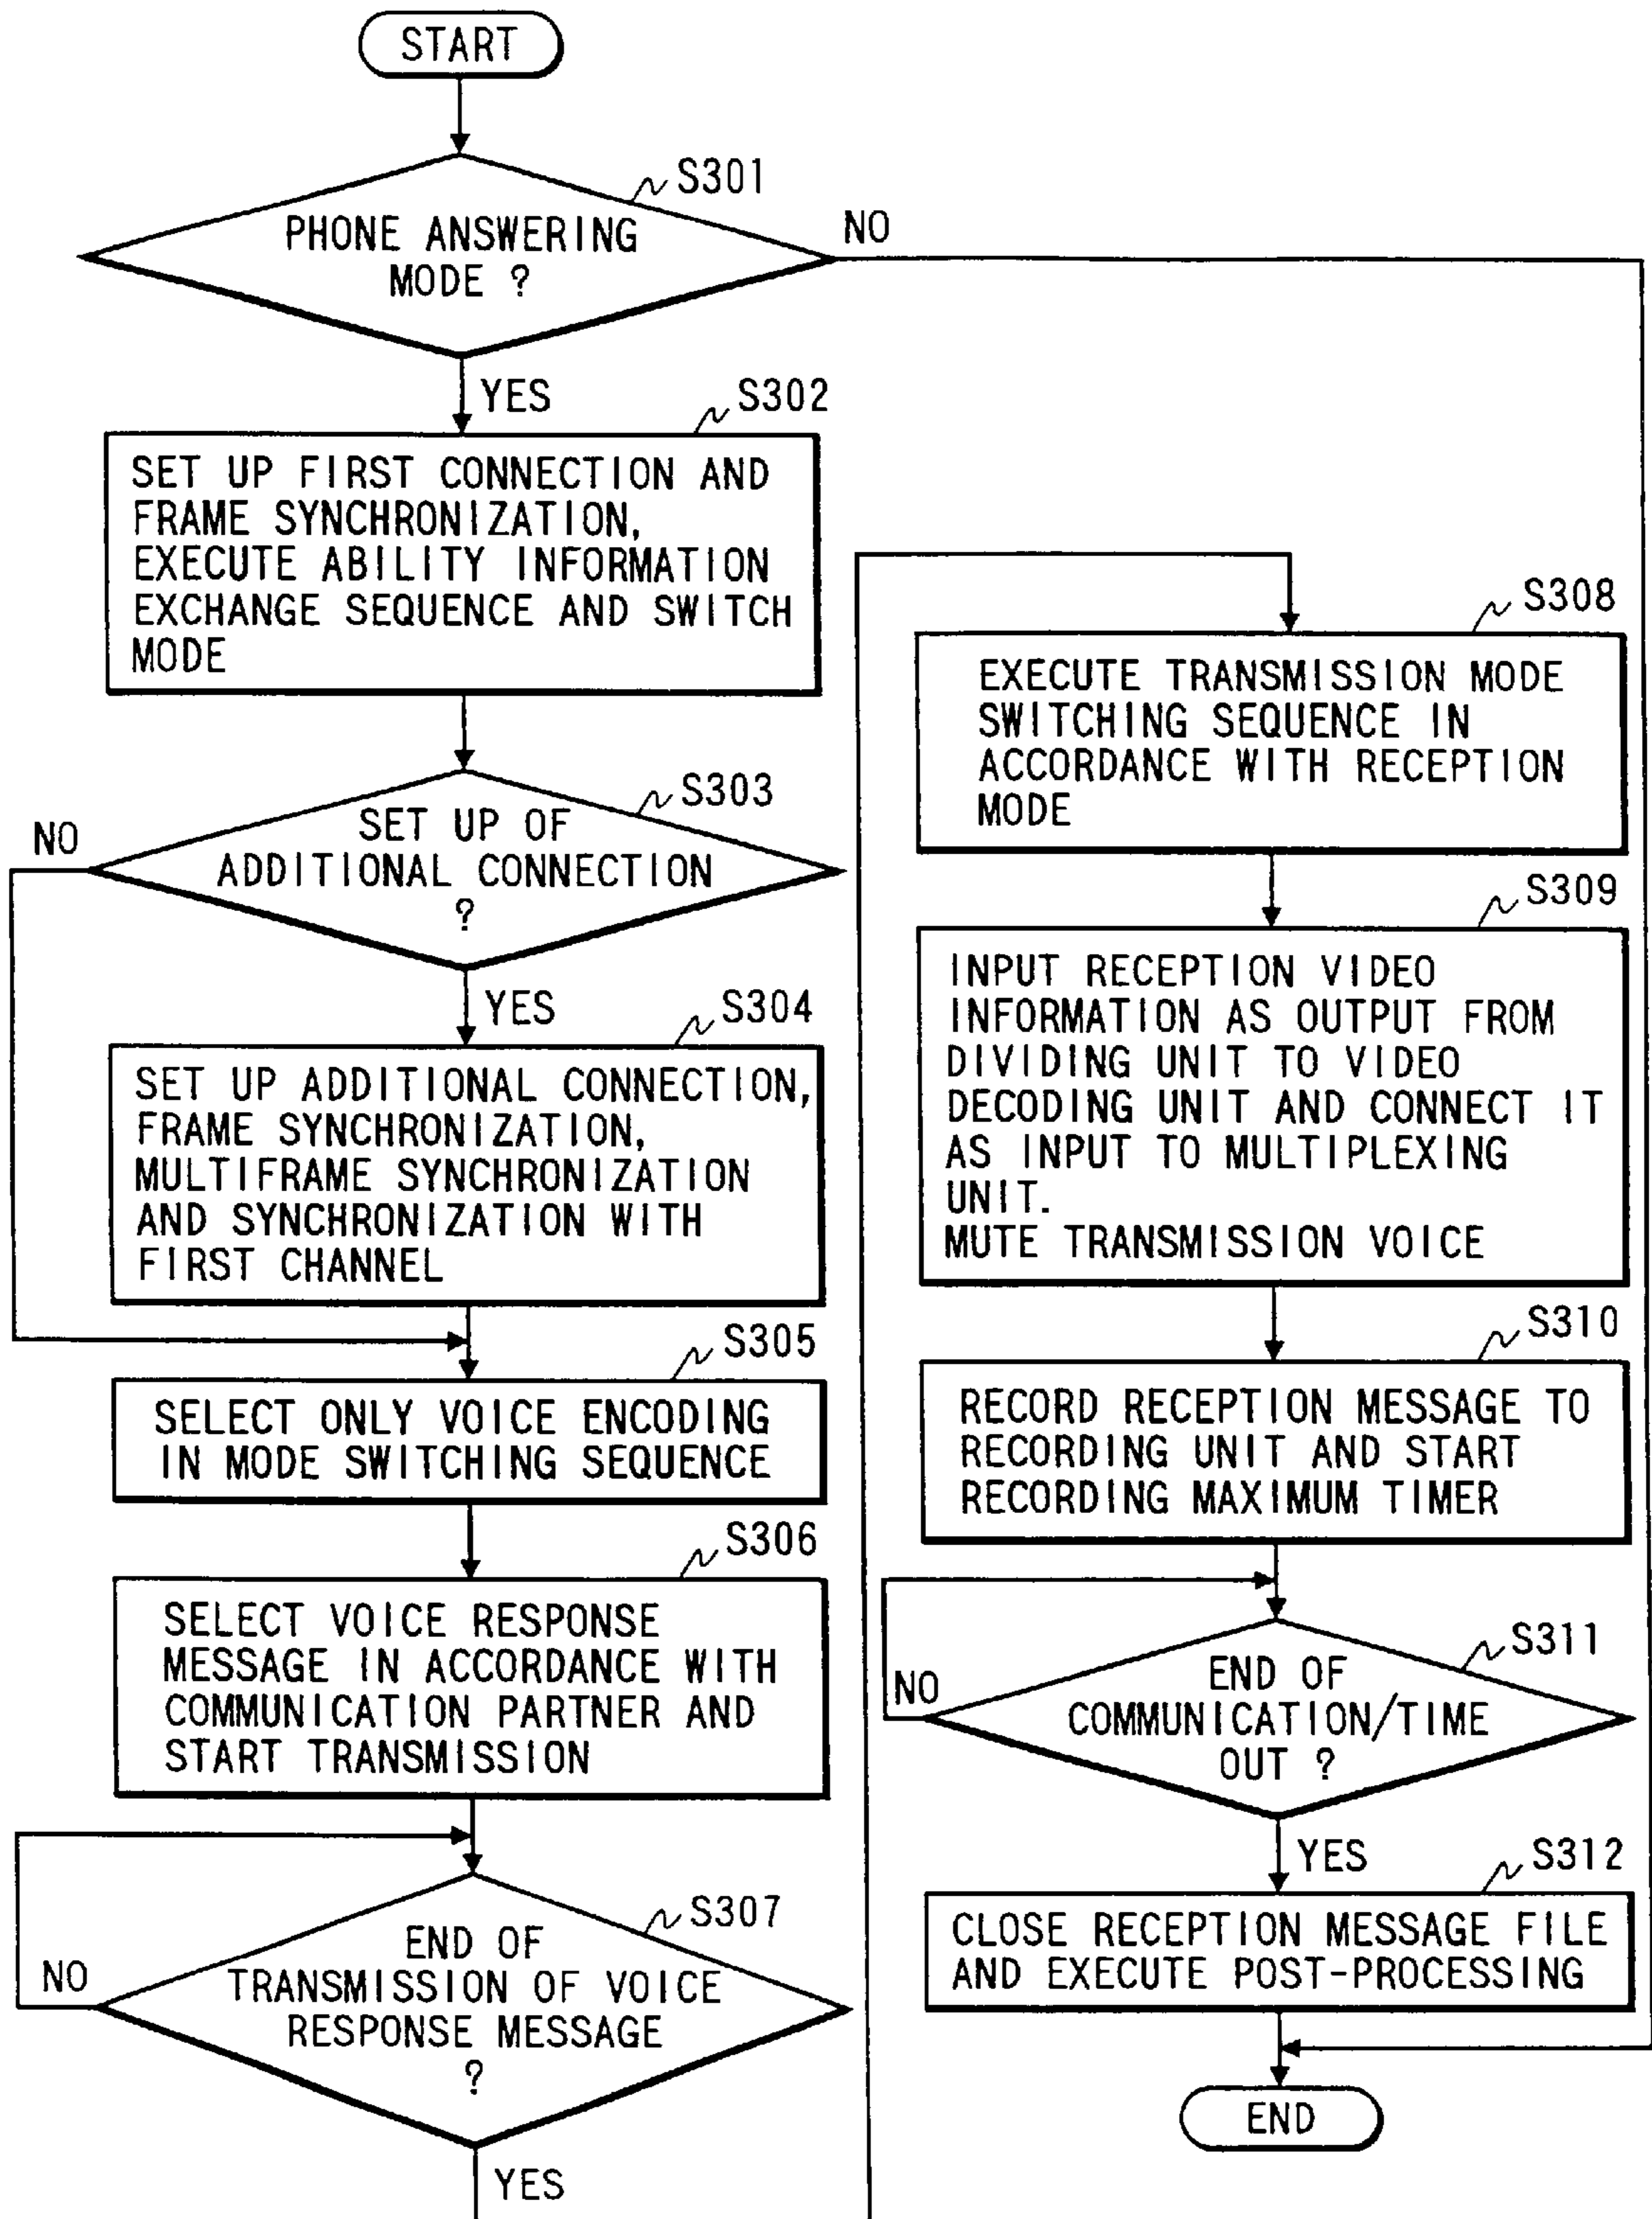 START
S301
PHONE ANSWERING
MODE ?
NO
YES
S302
SET UP FIRST CONNECTION AND
FRAME SYNCHRONIZATION,
EXECUTE ABILITY INFORMATION
EXCHANGE SEQUENCE AND SWITCH
MODE
S303
NO
SET UP OF
ADDITIONAL CONNECTION
?
YES
S304
SET UP ADDITIONAL CONNECTION,
FRAME SYNCHRONIZATION,
MULTIFRAME SYNCHRONIZATION
AND SYNCHRONIZATION WITH
FIRST CHANNEL
S305
SELECT ONLY VOICE ENCODING
IN MODE SWITCHING SEQUENCE
S306
SELECT VOICE RESPONSE
MESSAGE IN ACCORDANCE WITH
COMMUNICATION PARTNER AND
START TRANSMISSION
S307
NO
END OF
TRANSMISSION OF VOICE
RESPONSE MESSAGE
?
YES
S308
EXECUTE TRANSMISSION MODE
SWITCHING SEQUENCE IN
ACCORDANCE WITH RECEPTION
MODE
S309
INPUT RECEPTION VIDEO
INFORMATION AS OUTPUT FROM
DIVIDING UNIT TO VIDEO
DECODING UNIT AND CONNECT IT
AS INPUT TO MULTIPLEXING
UNIT.
MUTE TRANSMISSION VOICE
S310
RECORD RECEPTION MESSAGE TO
RECORDING UNIT AND START
RECORDING MAXIMUM TIMER
S311
NO
END OF
COMMUNICATION/TIME
OUT ?
YES
S312
CLOSE RECEPTION MESSAGE FILE
AND EXECUTE POST-PROCESSING
END